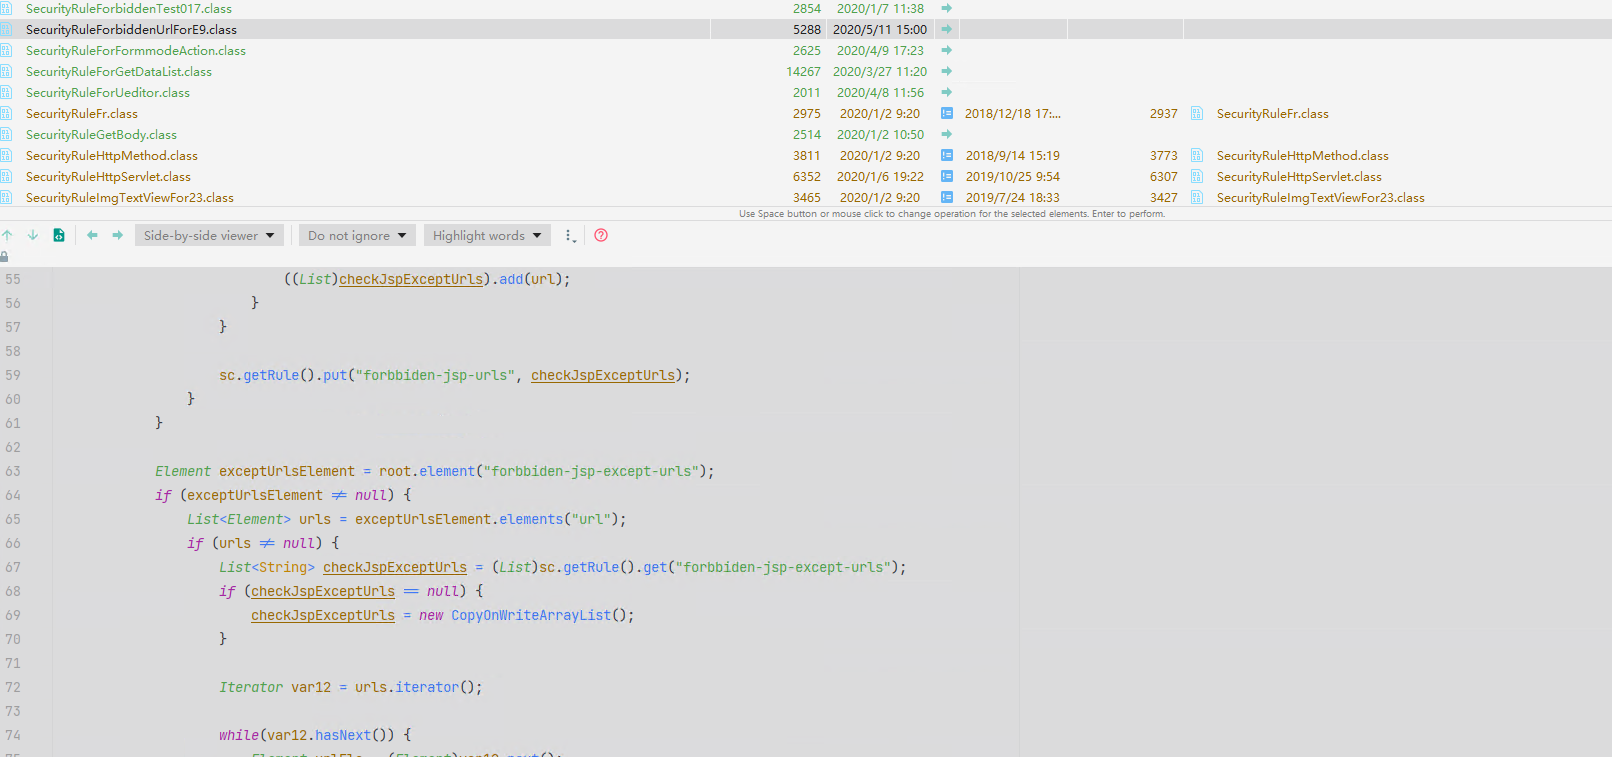 SecurityRuleForbiddenTest017.class 2854 2020/1/7 11:38
SecurityRuleForbiddenUrlForE9.class 5288 2020/5/11 15:00
SecurityRuleForFormmodeAction.class 2625 2020/4/9 17:23
SecurityRuleForGetDataList.class 14267 2020/3/27 11:20
SecurityRuleForUeditor.class 2011 2020/4/8 11:56
SecurityRuleFr.class 2975 2020/1/2 9:20 2018/12/18 17:... 2937 SecurityRuleFr.class
SecurityRuleGetBody.class 2514 2020/1/2 10:50
SecurityRuleHttpMethod.class 3811 2020/1/2 9:20 2018/9/14 15:19 3773 SecurityRuleHttpMethod.class
SecurityRuleHttpServlet.class 6352 2020/1/6 19:22 2019/10/25 9:54 6307 SecurityRuleHttpServlet.class
SecurityRuleImgTextViewFor23.class 3465 2020/1/2 9:20 2019/7/24 18:33 3427 SecurityRuleImgTextViewFor23.class
Use Space button or mouse click to change operation for the selected elements. Enter to perform.
Side-by-side viewer Do not ignore Highlight words
55 ((List)checkJspExceptUrls).add(url);
56 }
57 }
58
59 sc.getRule().put("forbbiden-jsp-urls", checkJspExceptUrls);
60 }
61 }
62
63 Element exceptUrlsElement = root.element("forbbiden-jsp-except-urls");
64 if (exceptUrlsElement ≠ null) {
65 List<Element> urls = exceptUrlsElement.elements("url");
66 if (urls ≠ null) {
67 List<String> checkJspExceptUrls = (List)sc.getRule().get("forbbiden-jsp-except-urls");
68 if (checkJspExceptUrls == null) {
69 checkJspExceptUrls = new CopyOnWriteArrayList();
70 }
71
72 Iterator var12 = urls.iterator();
73
74 while(var12.hasNext()) {